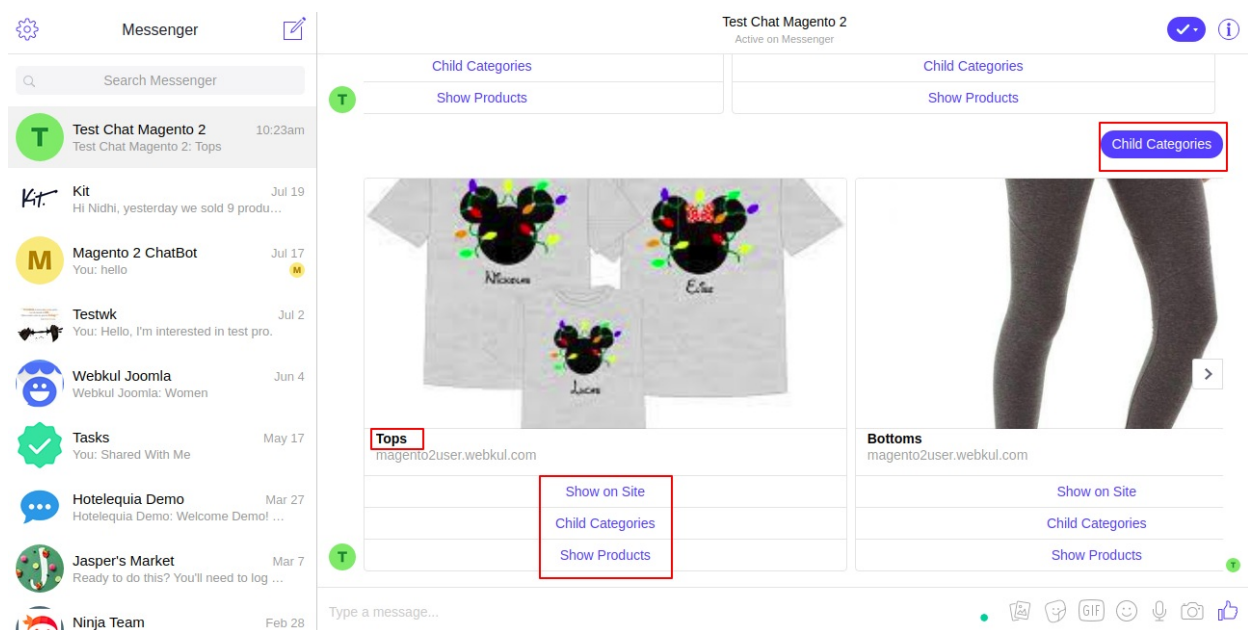 Messenger
Search Messenger
T
Test Chat Magento 2
10:23am
Test Chat Magento 2: Tops
Kit.
Kit
Jul 19
Hi Nidhi, yesterday we sold 9 produ…
M
Magento 2 ChatBot
Jul 17
You: hello
M
Testwk
Jul 2
You: Hello, I'm interested in test pro.
Webkul Joomla
Jun 4
Webkul Joomla: Women
Tasks
May 17
You: Shared With Me
Hotelequia Demo
Mar 27
Hotelequia Demo: Welcome Demo! …
Jasper's Market
Mar 7
Ready to do this? You'll need to log …
Ninja Team
Feb 28
Test Chat Magento 2
Active on Messenger
Child Categories
Child Categories
Show Products
Show Products
T
Child Categories
Nickolas
Elise
Lucas
Tops
magento2user.webkul.com
Show on Site
Child Categories
Show Products
T
Bottoms
magento2user.webkul.com
Show on Site
Child Categories
Show Products
T
Type a message...
GIF